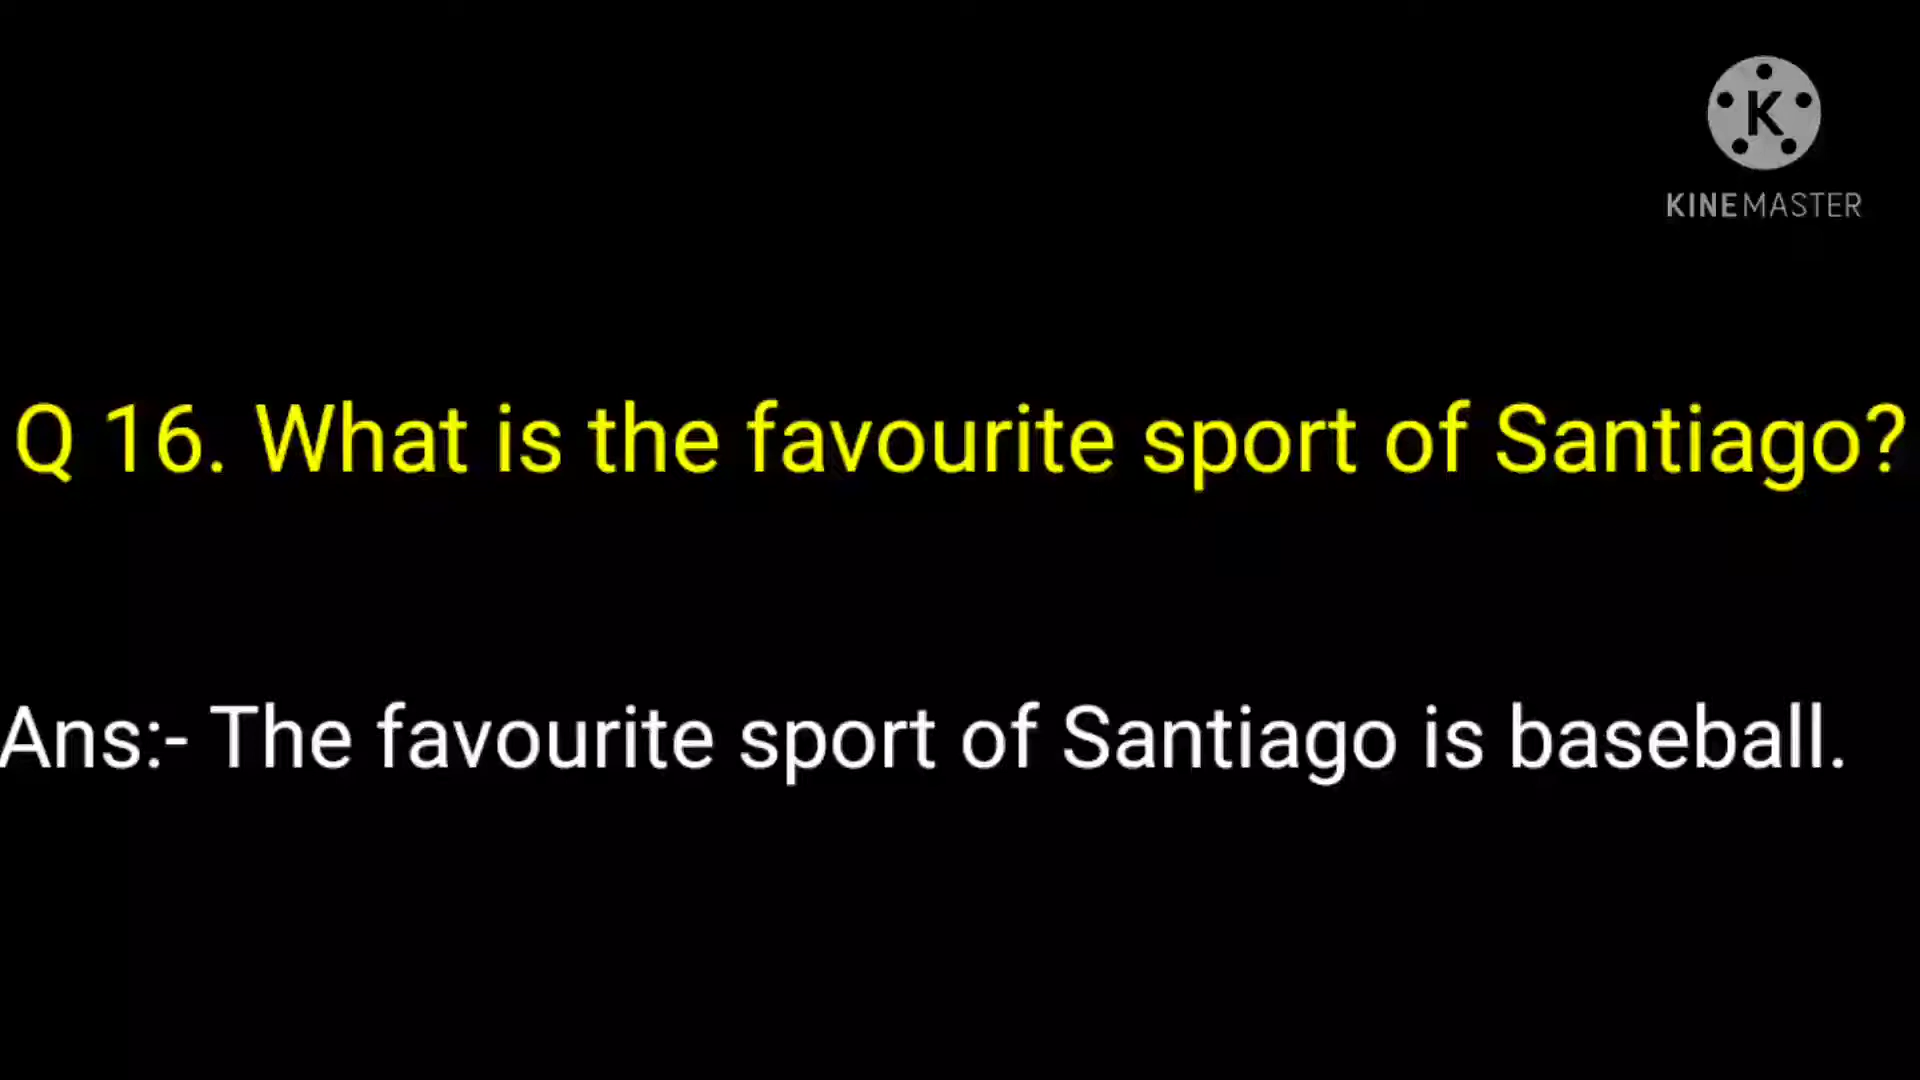 K
KINEMASTER
Q 16. What is the favourite sport of Santiago?
Ans:- The favourite sport of Santiago is baseball.